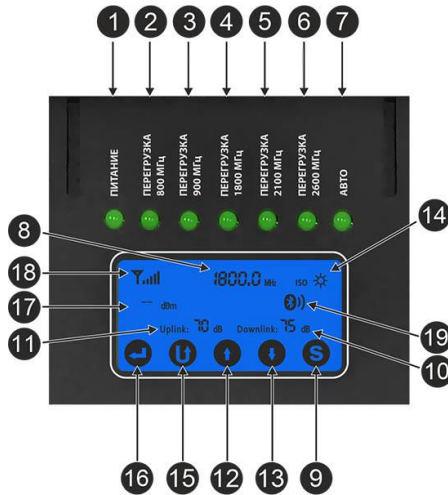 1 2 3 4 5 6 7
ПИТАНИЕ
ПЕРЕГРУЗКА
800 МГц
ПЕРЕГРУЗКА
900 МГц
ПЕРЕГРУЗКА
1800 МГц
ПЕРЕГРУЗКА
2100 МГц
ПЕРЕГРУЗКА
2600 МГц
АВТО
8
14
18
1800.0 MHz ISO
17
-- dBm
19
11
Uplink: 70 dB Downlink: 75 dB
10
S
16 15 12 13 9